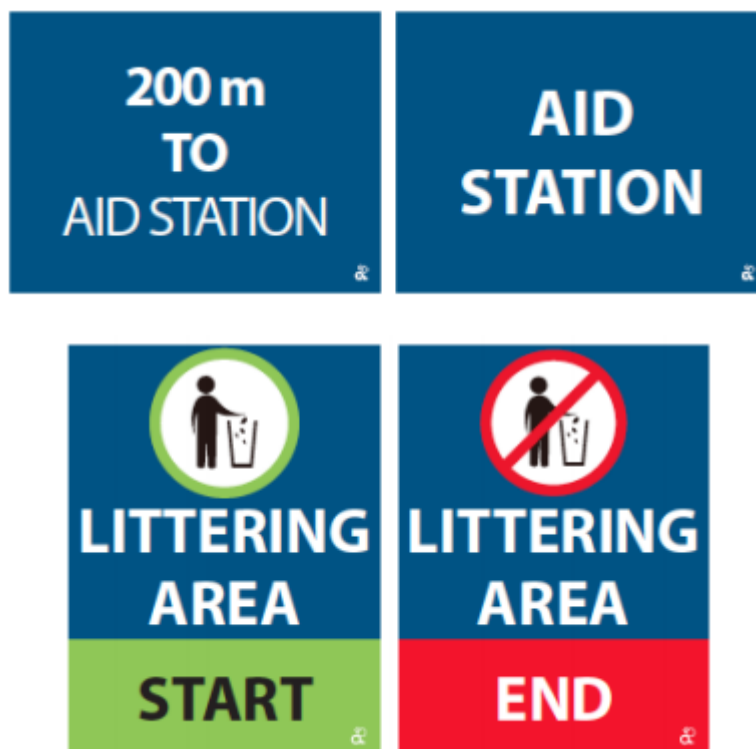 200 m
TO
AID STATION
AID
STATION
LITTERING
AREA
START
LITTERING
AREA
END